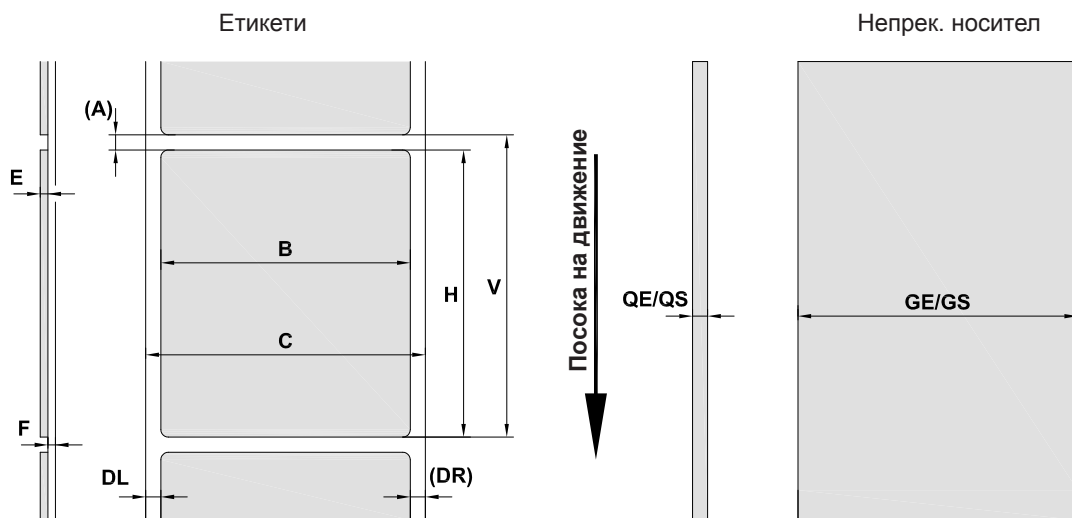 Етикети
Непрек. носител
(A)
E
B
H
V
C
F
DL
(DR)
Посока на движение
QE/QS
GE/GS